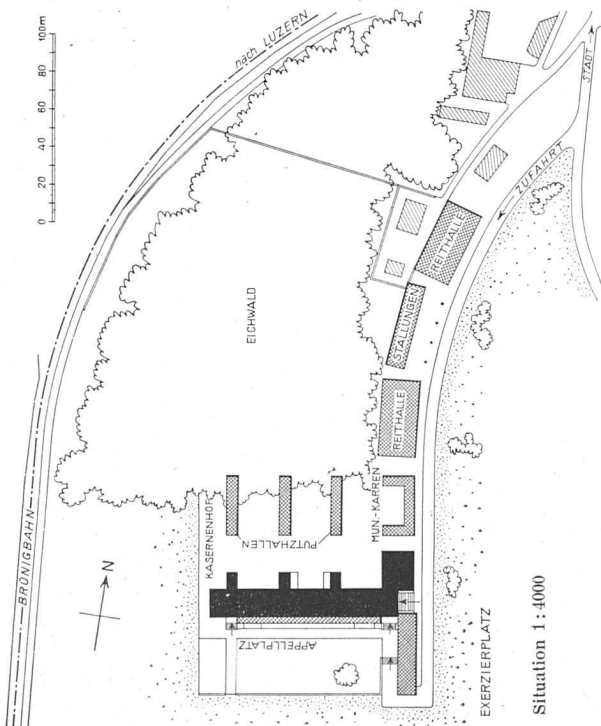 0 20 40 60 80 100m
nach LUZERN
BRÜNIGBAHN
N
EICHWALD
STADT
ZUFAHRT
REITHALLE
STALLUNGEN
REITHALLE
KASERNENHOF
PUTZHALLEN
MUN.-KARREN
APPELLPLATZ
EXERZIERPLATZ
Situation 1:4000